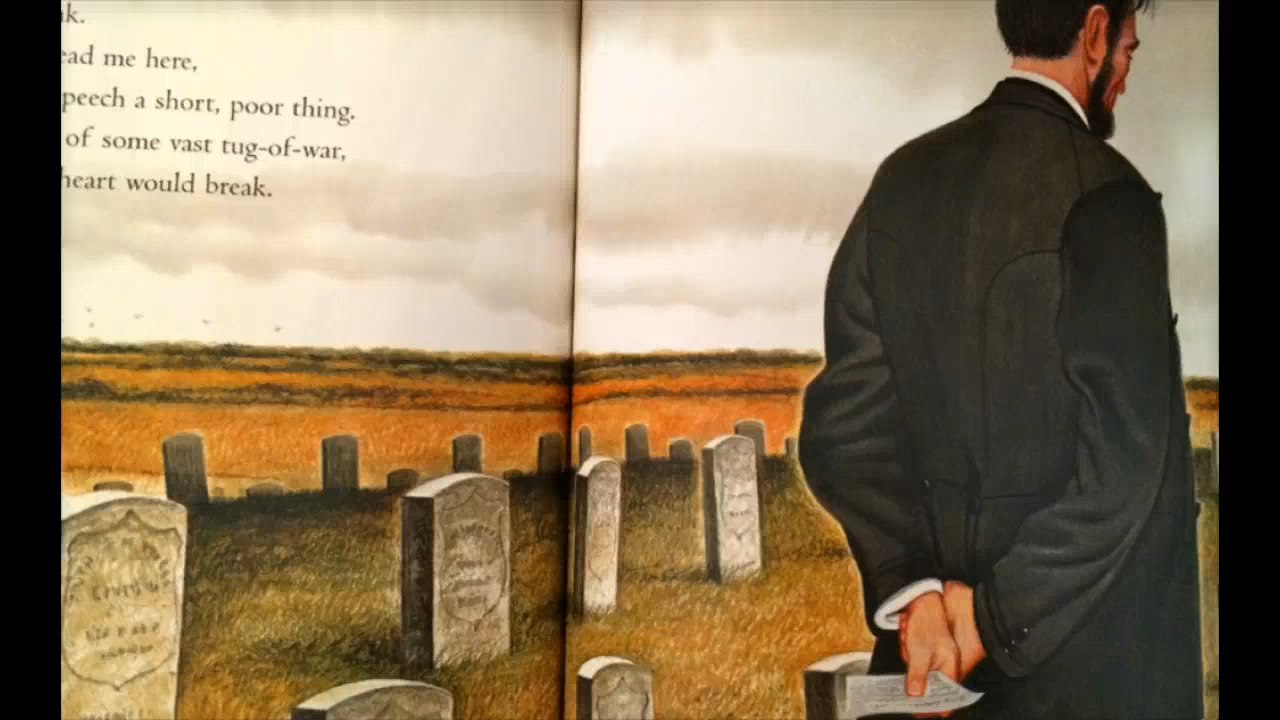 ead me here,
peech a short, poor thing.
of some vast tug-of-war,
heart would break.